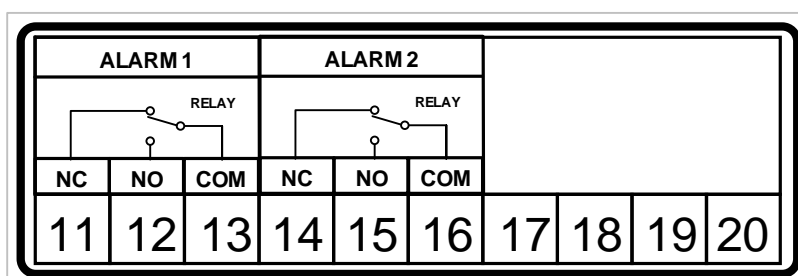 ALARM 1 ALARM 2
RELAY RELAY
NC NO COM NC NO COM
11 12 13 14 15 16 17 18 19 20